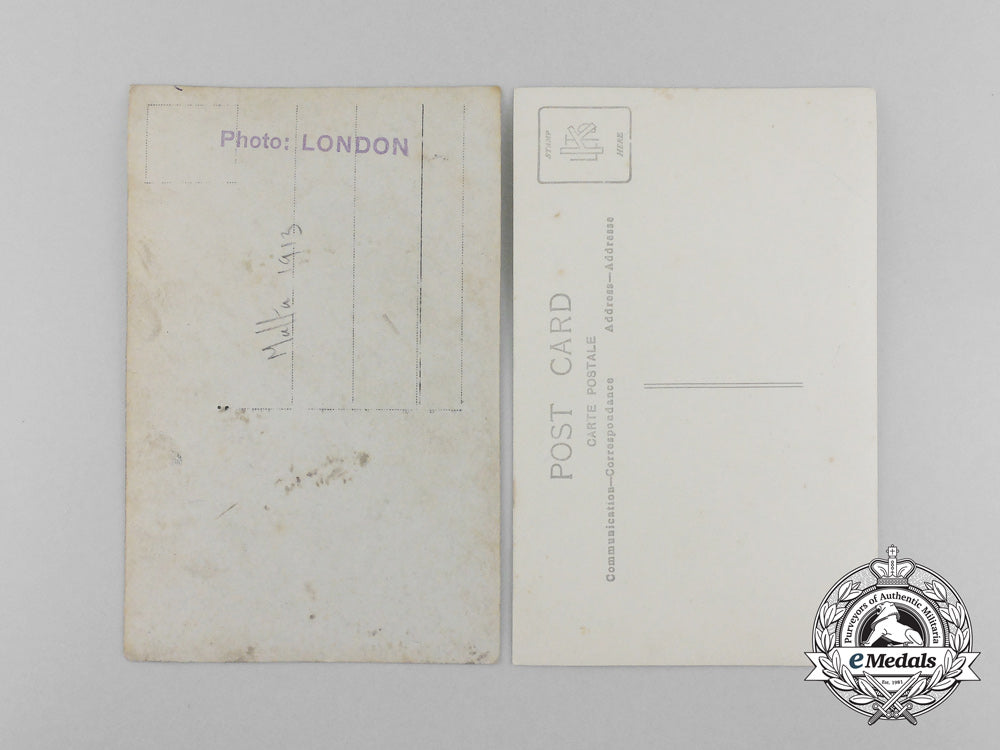 Photo: LONDON
Malta 1913
STAMP
HERE
POST CARD
CARTE POSTALE
Communication—Correspondance
Address—Addresse
Purveyors of Authentic Militaria
eMedals
Est. 1981